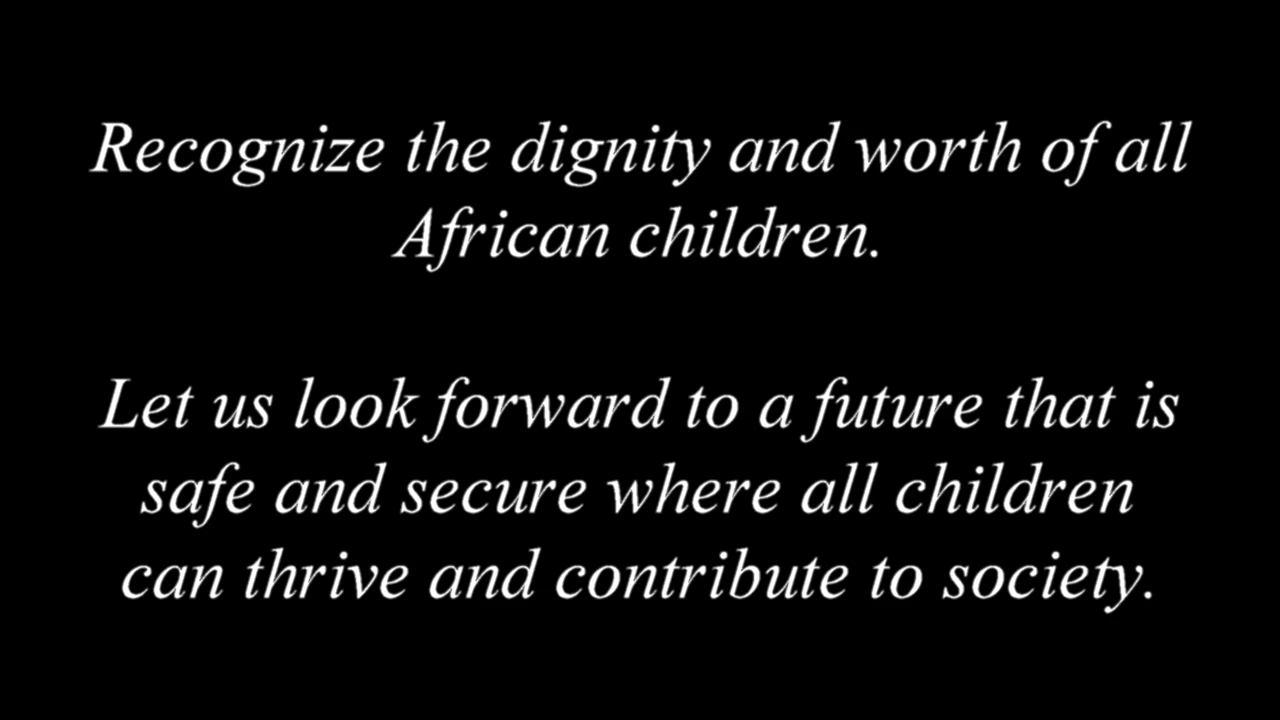 Recognize the dignity and worth of all
African children.
Let us look forward to a future that is
safe and secure where all children
can thrive and contribute to society.